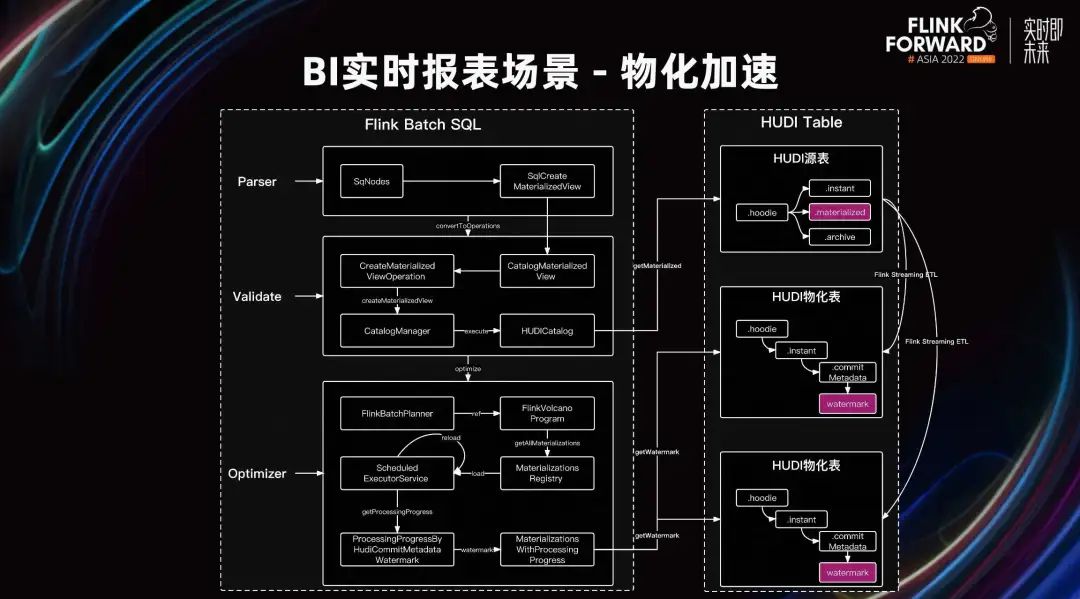 FLINK
FORWARD
# ASIA 2022
实时即
未来
BI实时报表场景 - 物化加速
Flink Batch SQL
Parser
SqNodes
SqlCreate
MaterializedView
convertToOperations
Validate
CreateMaterialized
ViewOperation
CatalogMaterialized
View
createMaterializedView
CatalogManager
execute
HUDICatalog
optimize
Optimizer
FlinkBatchPlanner
ref
FlinkVolcano
Program
reload
getAllMaterializations
Scheduled
ExecutorService
load
Materializations
Registry
getProcessingProgress
ProcessingProgressBy
HudiCommitMetadata
Watermark
watermark
Materializations
WithProcessing
Progress
getMaterialized
getWatermark
getWatermark
HUDI Table
HUDI源表
.hoodie
.instant
.materialized
.archive
Flink Streaming ETL
Flink Streaming ETL
HUDI物化表
.hoodie
.instant
.commit
Metadata
watermark
HUDI物化表
.hoodie
.instant
.commit
Metadata
watermark